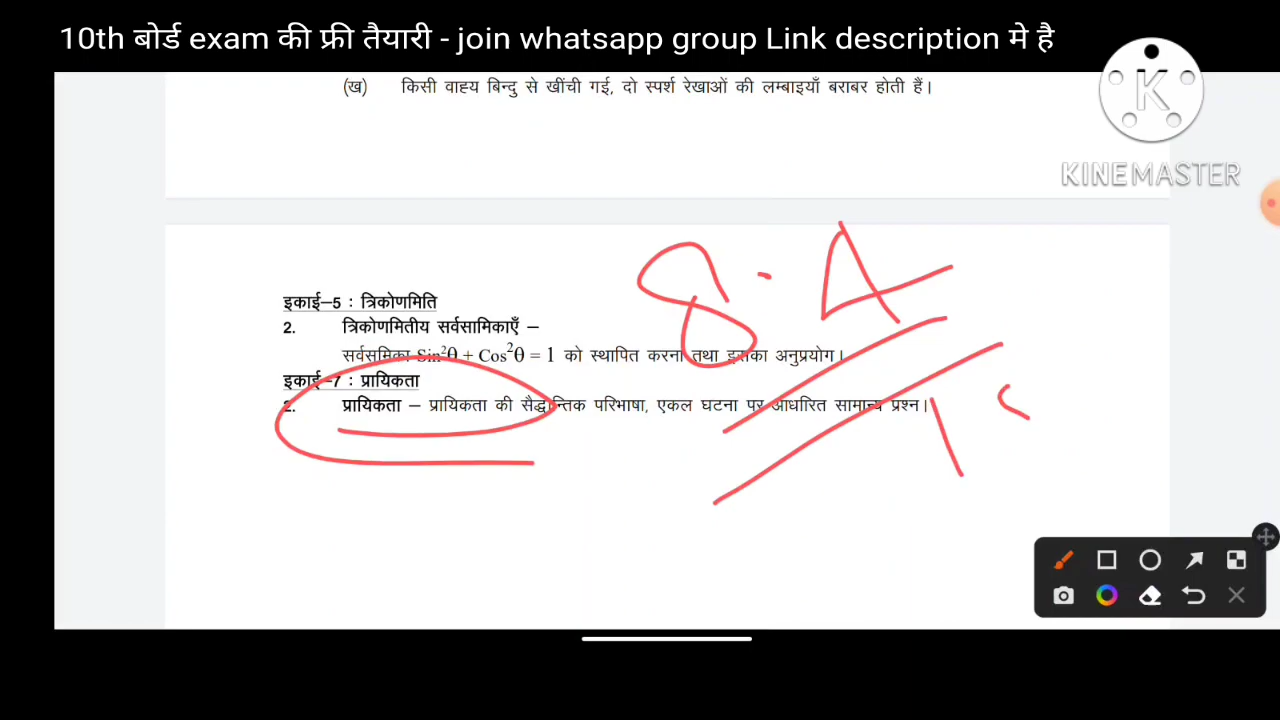 10th बोर्ड exam की फ्री तैयारी - join whatsapp group Link description मे है
K
KINEMASTER
(ख) किसी वाह्य बिन्दु से खींची गई, दो स्पर्श रेखाओं की लम्बाइयाँ बराबर होती हैं।
8.4
इकाई–5 : त्रिकोणमिति
2. त्रिकोणमितीय सर्वसामिकाएँ –
सर्वसमिका Sin²θ + Cos²θ = 1 को स्थापित करना तथा इसका अनुप्रयोग।
इकाई–7 : प्रायिकता
2. प्रायिकता – प्रायिकता की सैद्धान्तिक परिभाषा, एकल घटना पर आधारित सामान्य प्रश्न।